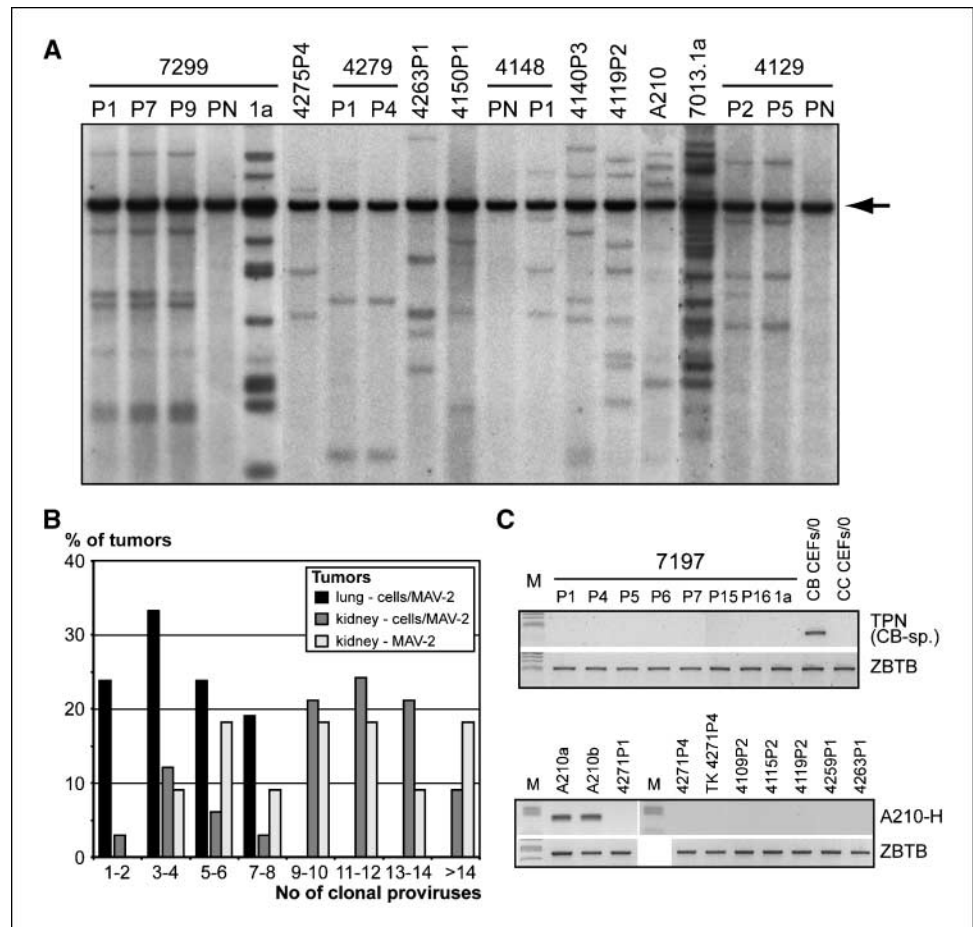 A
7299
4275P4
4279
4263P1
4150P1
4148
4140P3
4119P2
A210
7013.1a
4129
P1 P7 P9 PN 1a
P1 P4
PN P1
P2 P5 PN
B
% of tumors
40
30
20
10
0
Tumors
lung - cells/MAV-2
kidney - cells/MAV-2
kidney - MAV-2
1-2 3-4 5-6 7-8 9-10 11-12 13-14 >14
No of clonal proviruses
C
7197
M P1 P4 P5 P6 P7 P15 P16 1a CB CEFs/0 CC CEFs/0
TPN
(CB-sp.)
ZBTB
M A210a A210b 4271P1 M 4271P4 TK 4271P4 4109P2 4115P2 4119P2 4259P1 4263P1
A210-H
ZBTB